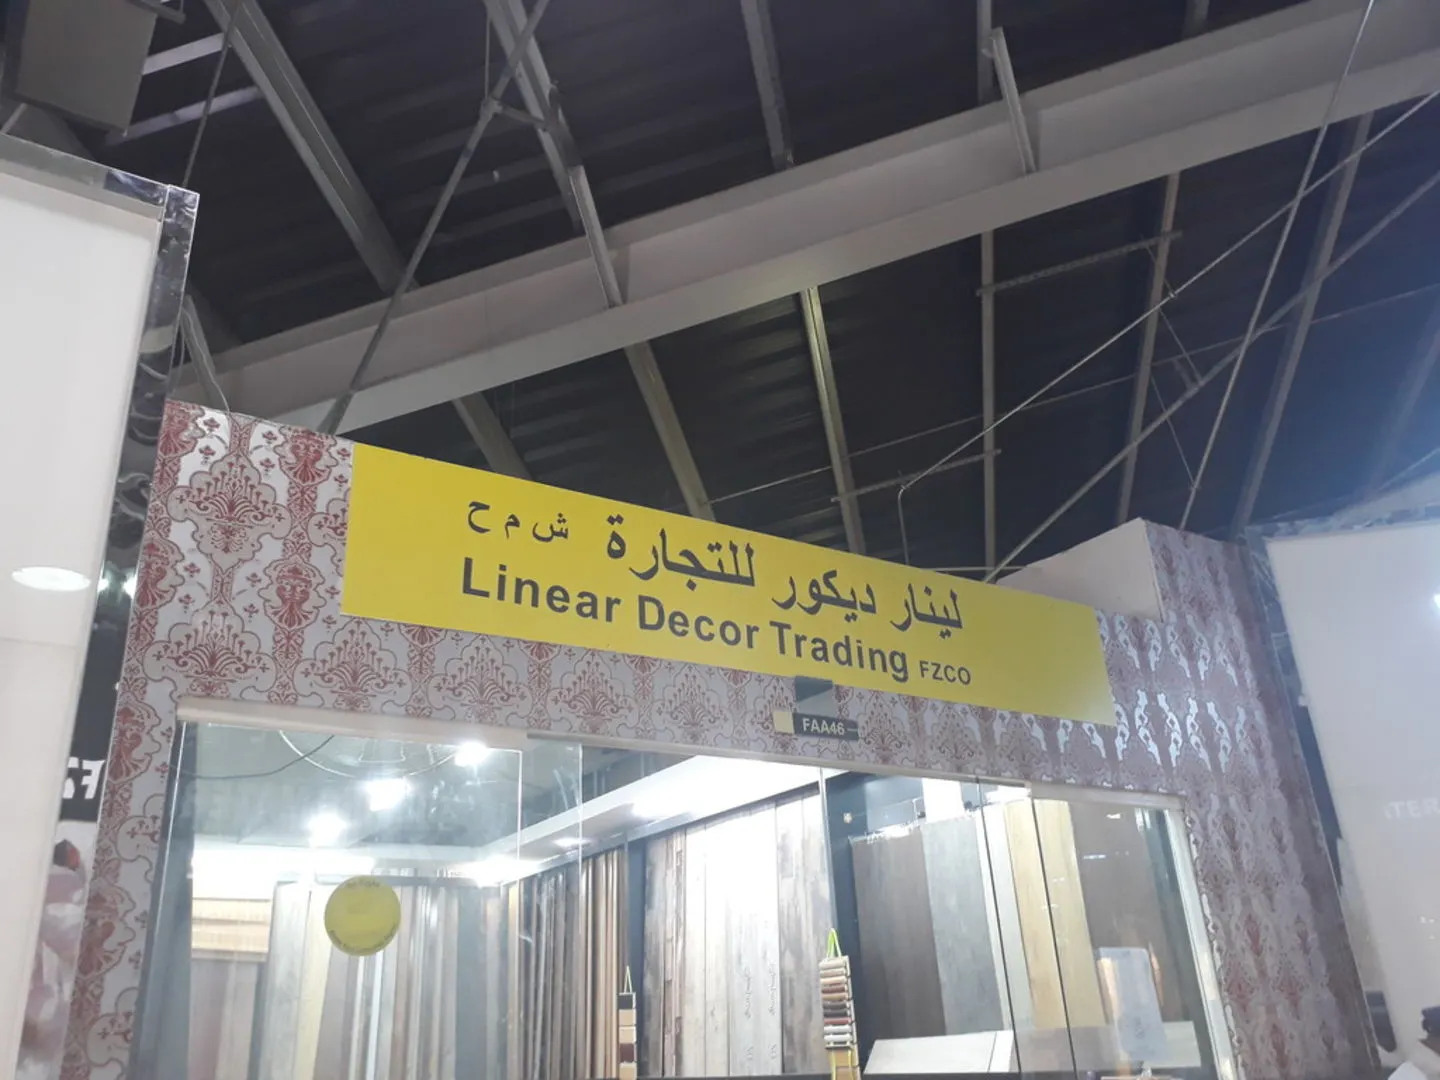 لينار ديكور للتجارة ش م ح
Linear Decor Trading FZCO
FAA46